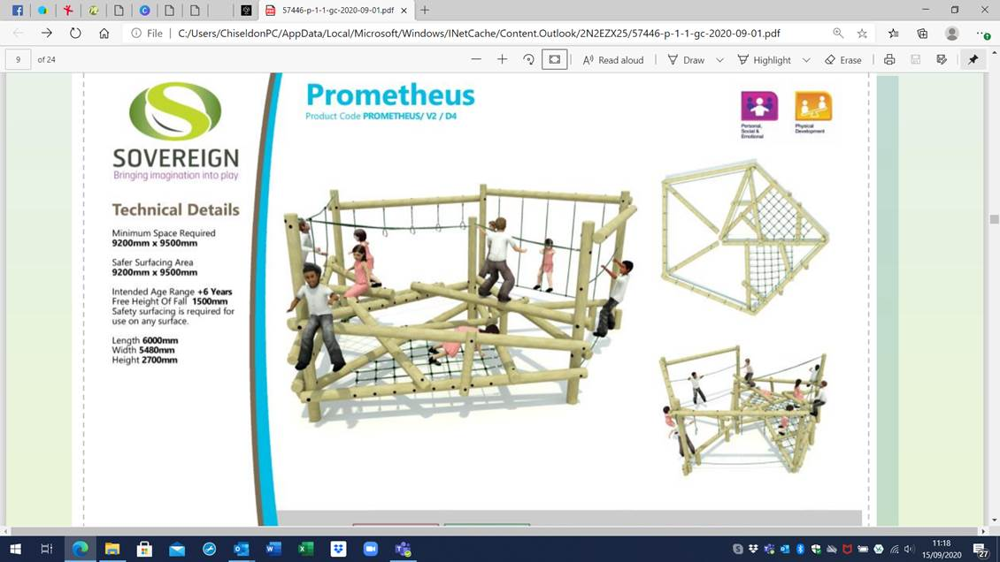 57446-p-1-1-gc-2020-09-01.pdf
File C:/Users/ChiseldonPC/AppData/Local/Microsoft/Windows/INetCache/Content.Outlook/2N2EZX25/57446-p-1-1-gc-2020-09-01.pdf
9 of 24
Read aloud
Draw
Highlight
Erase
SOVEREIGN
Bringing imagination into play
Technical Details
Minimum Space Required
9200mm x 9500mm
Safer Surfacing Area
9200mm x 9500mm
Intended Age Range +6 Years
Free Height Of Fall 1500mm
Safety surfacing is required for
use on any surface.
Length 6000mm
Width 5480mm
Height 2700mm
Prometheus
Product Code PROMETHEUS/ V2 / D4
Personal,
Social &
Emotional
Physical
Development
11:18
15/09/2020
27